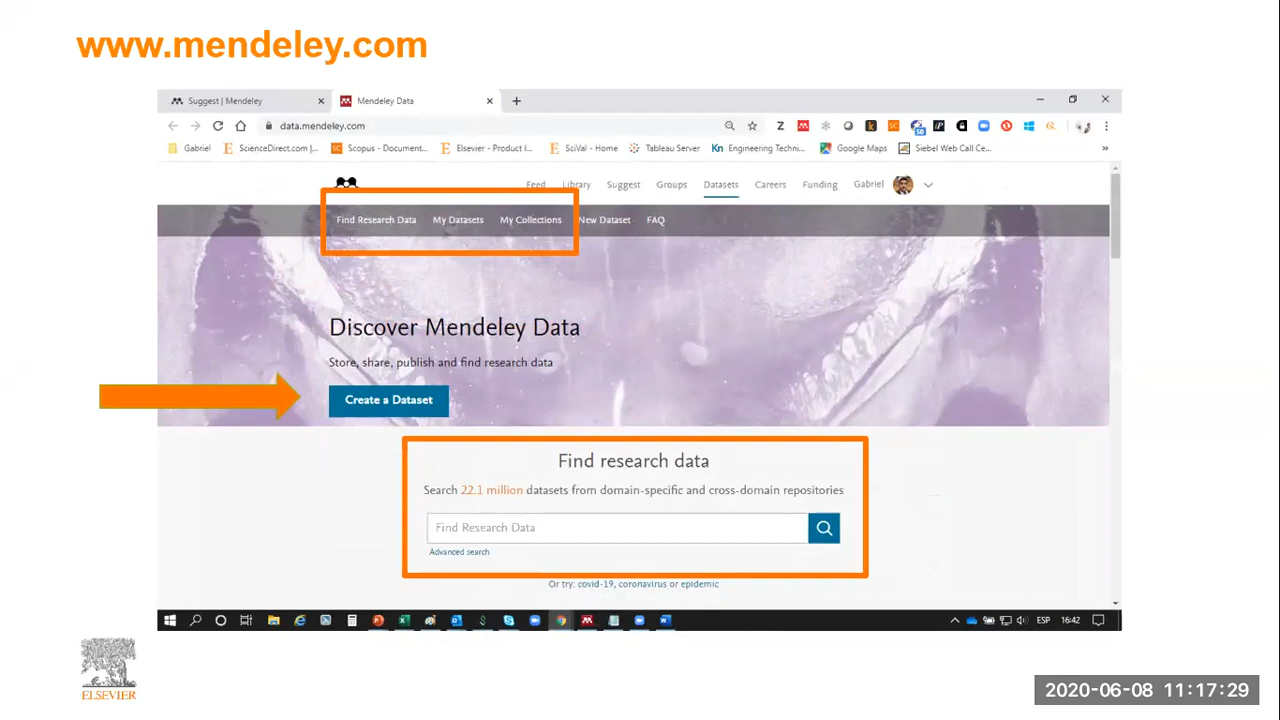 www.mendeley.com
Suggest | Mendeley
Mendeley Data
data.mendeley.com
Gabriel
ScienceDirect.com |...
Scopus - Document...
Elsevier - Product I...
SciVal - Home
Tableau Server
Engineering Techni...
Google Maps
Siebel Web Call Ce...
»
Feed Library Suggest Groups Datasets Careers Funding Gabriel
Find Research Data My Datasets My Collections New Dataset FAQ
Discover Mendeley Data
Store, share, publish and find research data
Create a Dataset
Find research data
Search 22.1 million datasets from domain-specific and cross-domain repositories
Find Research Data
Advanced search
Or try: covid-19, coronavirus or epidemic
ESP 16:42
ELSEVIER
2020-06-08 11:17:29